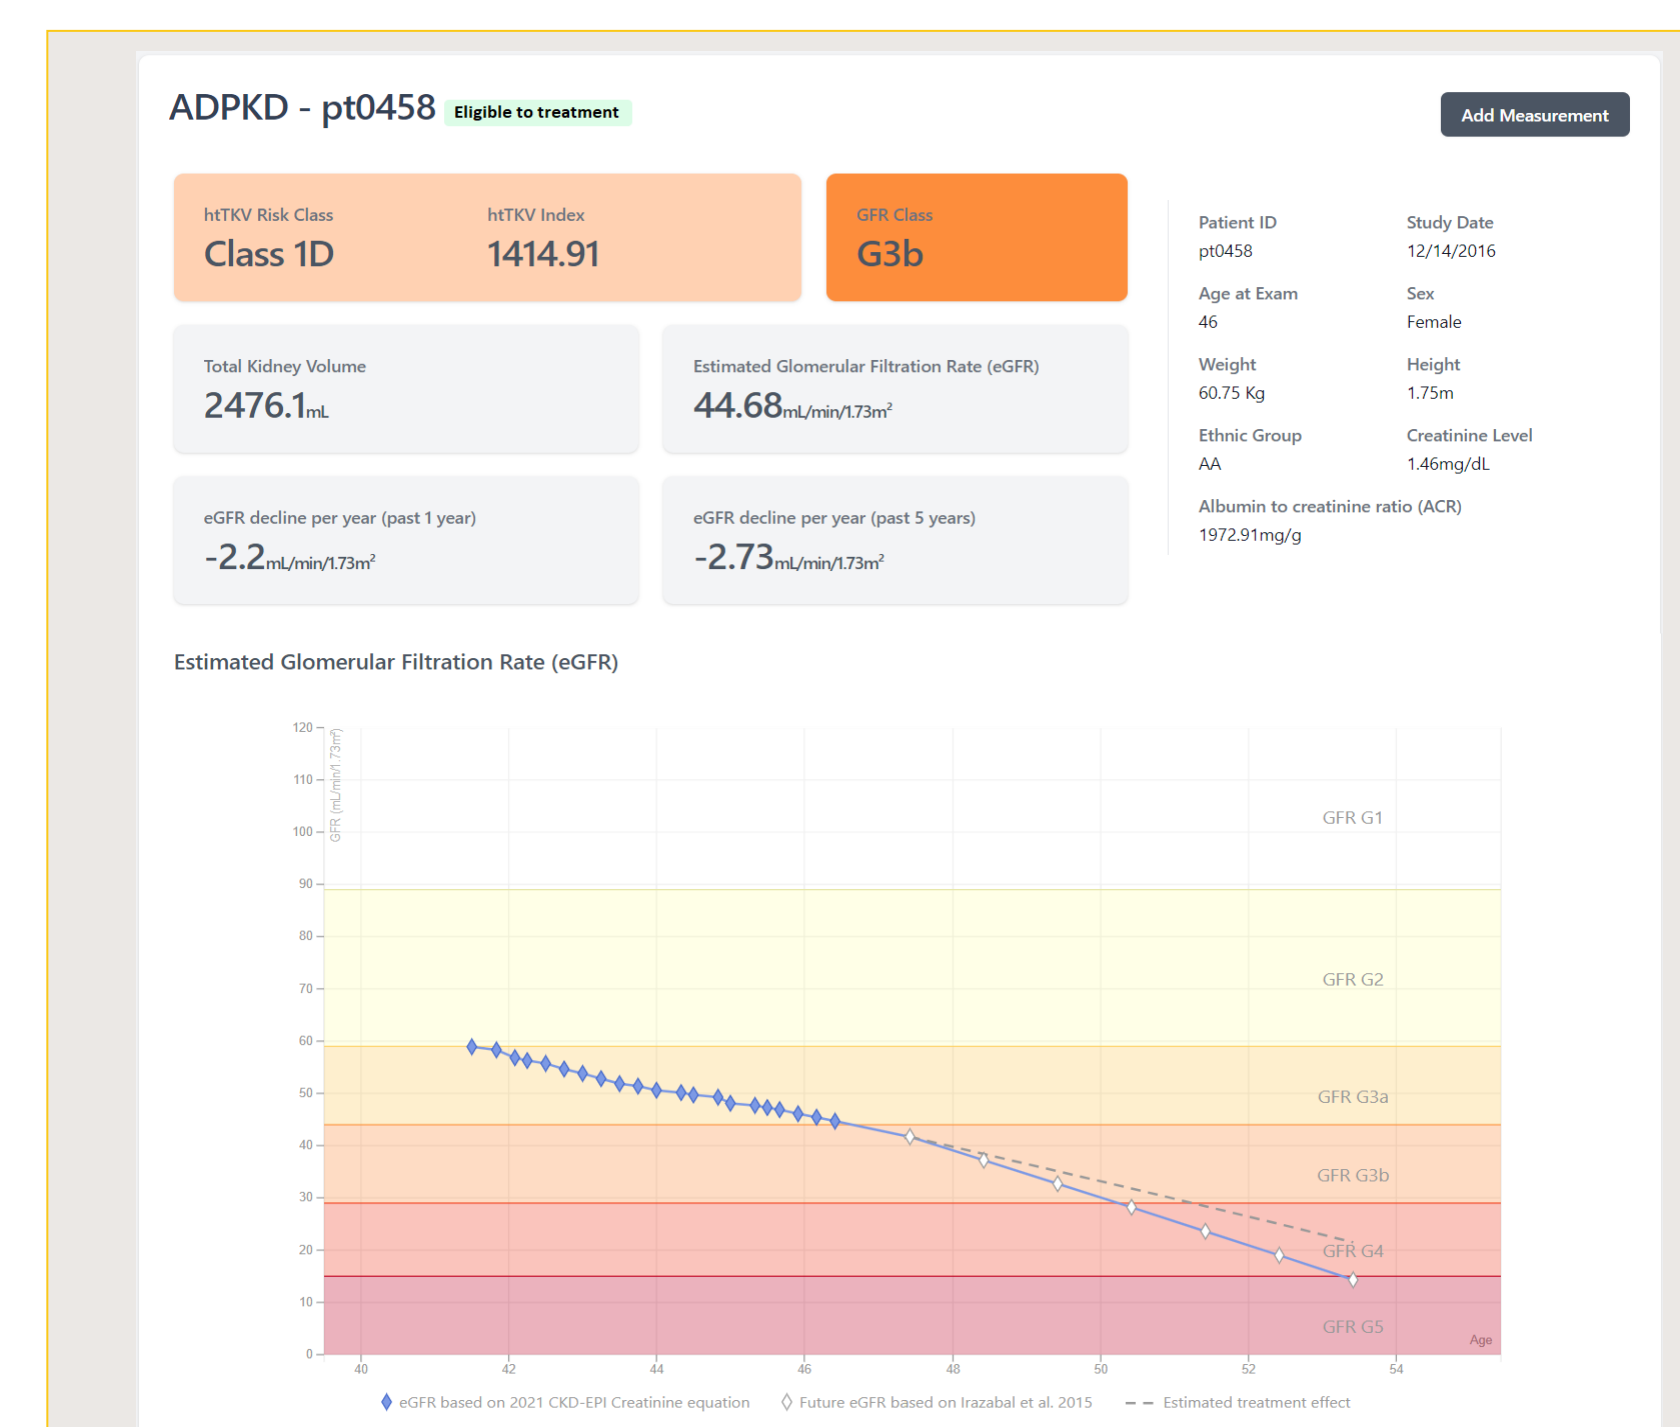 ADPKD - pt0458 Eligible to treatment
Add Measurement
htTKV Risk Class
Class 1D
htTKV Index
1414.91
GFR Class
G3b
Total Kidney Volume
2476.1mL
Estimated Glomerular Filtration Rate (eGFR)
44.68mL/min/1.73m²
eGFR decline per year (past 1 year)
-2.2mL/min/1.73m²
eGFR decline per year (past 5 years)
-2.73mL/min/1.73m²
Patient ID
pt0458
Study Date
12/14/2016
Age at Exam
46
Sex
Female
Weight
60.75 Kg
Height
1.75m
Ethnic Group
AA
Creatinine Level
1.46mg/dL
Albumin to creatinine ratio (ACR)
1972.91mg/g
Estimated Glomerular Filtration Rate (eGFR)
GFR (mL/min/1.73m²)
120
110
100
90
80
70
60
50
40
30
20
10
0
GFR G1
GFR G2
GFR G3a
GFR G3b
GFR G4
GFR G5
Age
40 42 44 46 48 50 52 54
eGFR based on 2021 CKD-EPI Creatinine equation
Future eGFR based on Irazabal et al. 2015
Estimated treatment effect